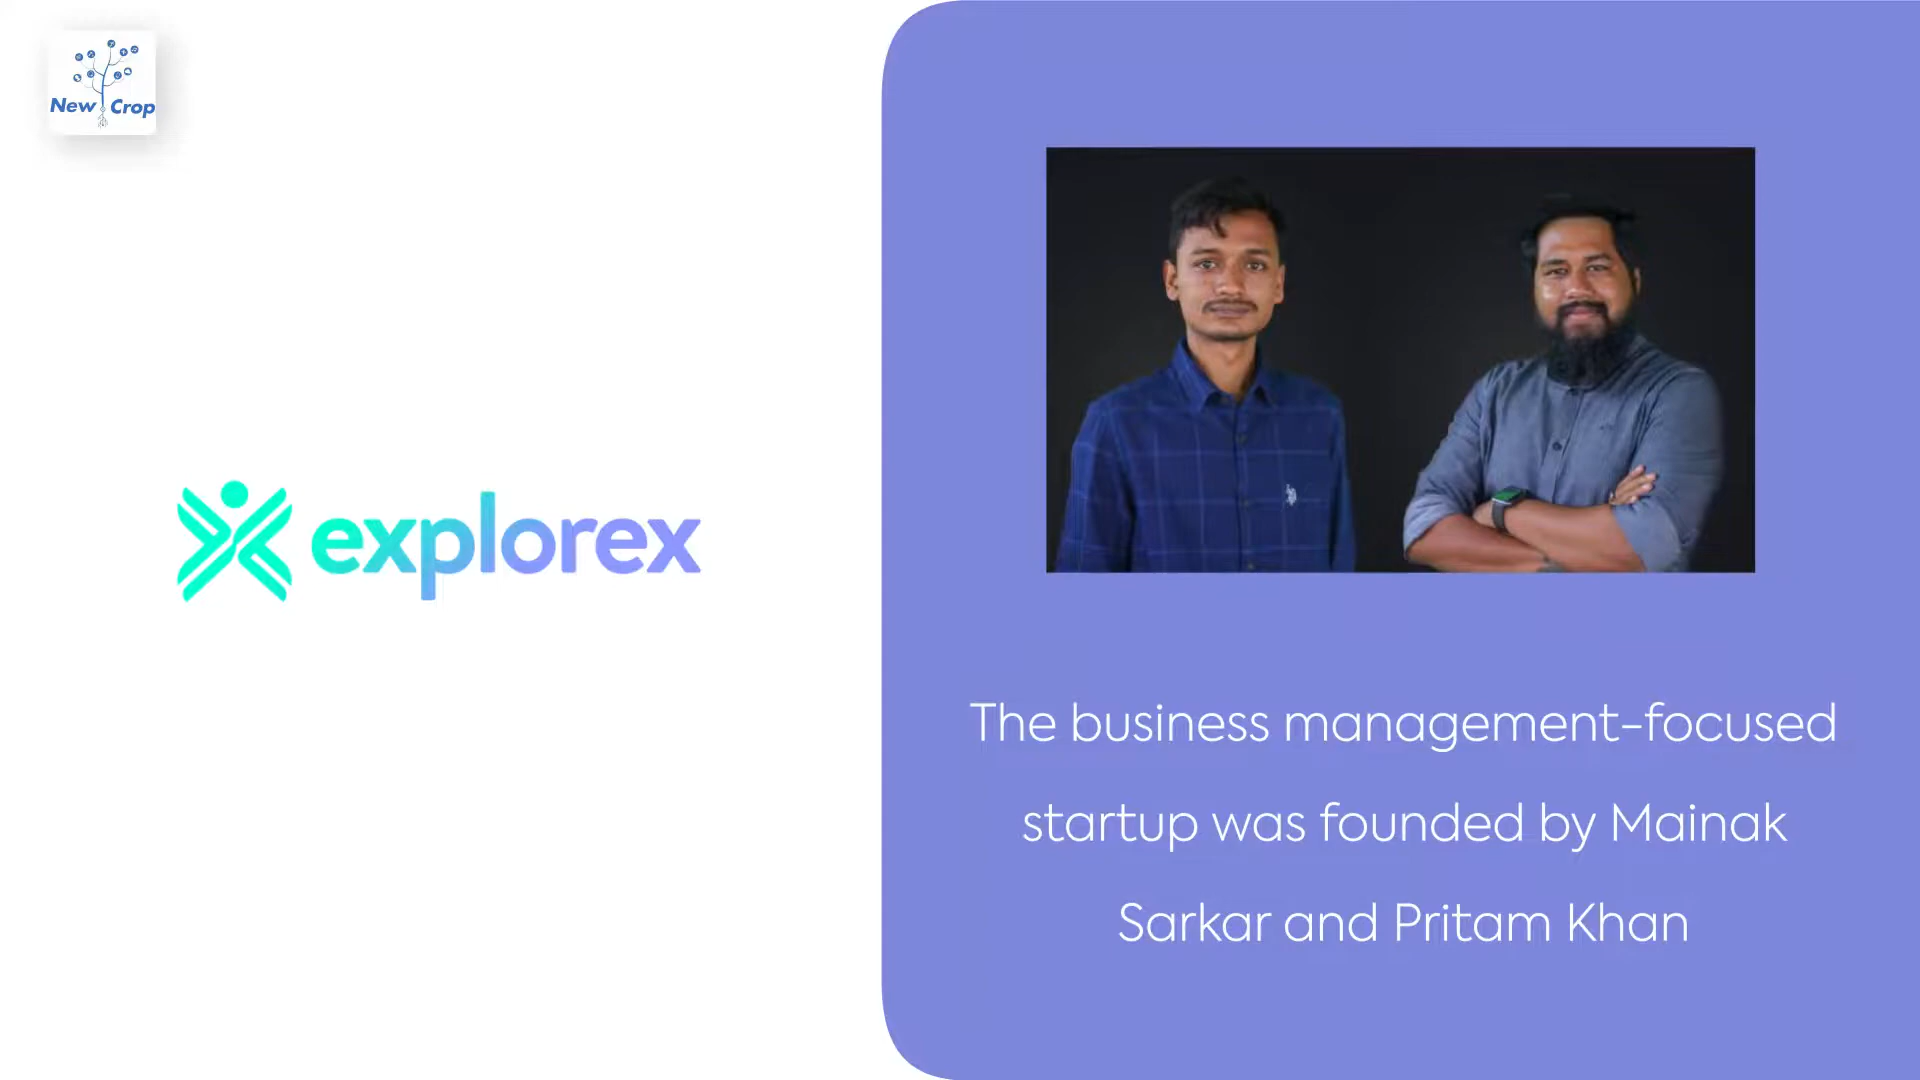 New Crop
explorex
The business management-focused
startup was founded by Mainak
Sarkar and Pritam Khan